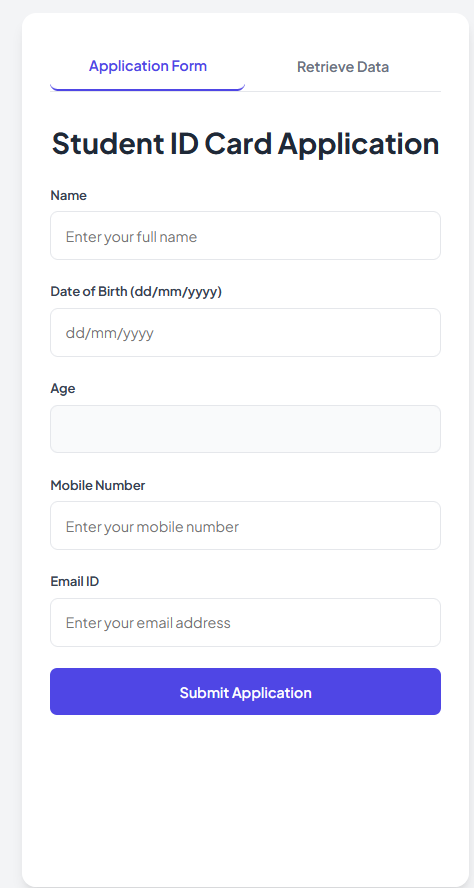 Application Form
Retrieve Data
Student ID Card Application
Name
Enter your full name
Date of Birth (dd/mm/yyyy)
dd/mm/yyyy
Age
Mobile Number
Enter your mobile number
Email ID
Enter your email address
Submit Application